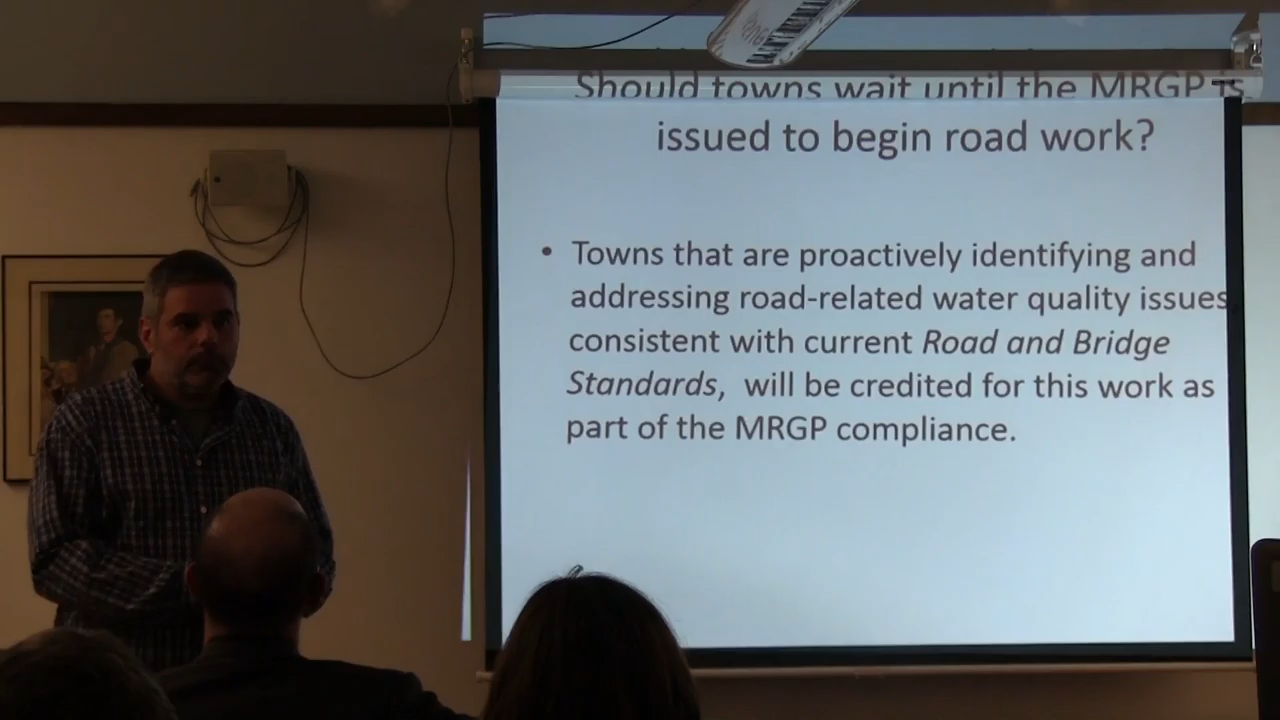 Should towns wait until the MRGP is
issued to begin road work?
• Towns that are proactively identifying and
addressing road-related water quality issues,
consistent with current Road and Bridge
Standards, will be credited for this work as
part of the MRGP compliance.